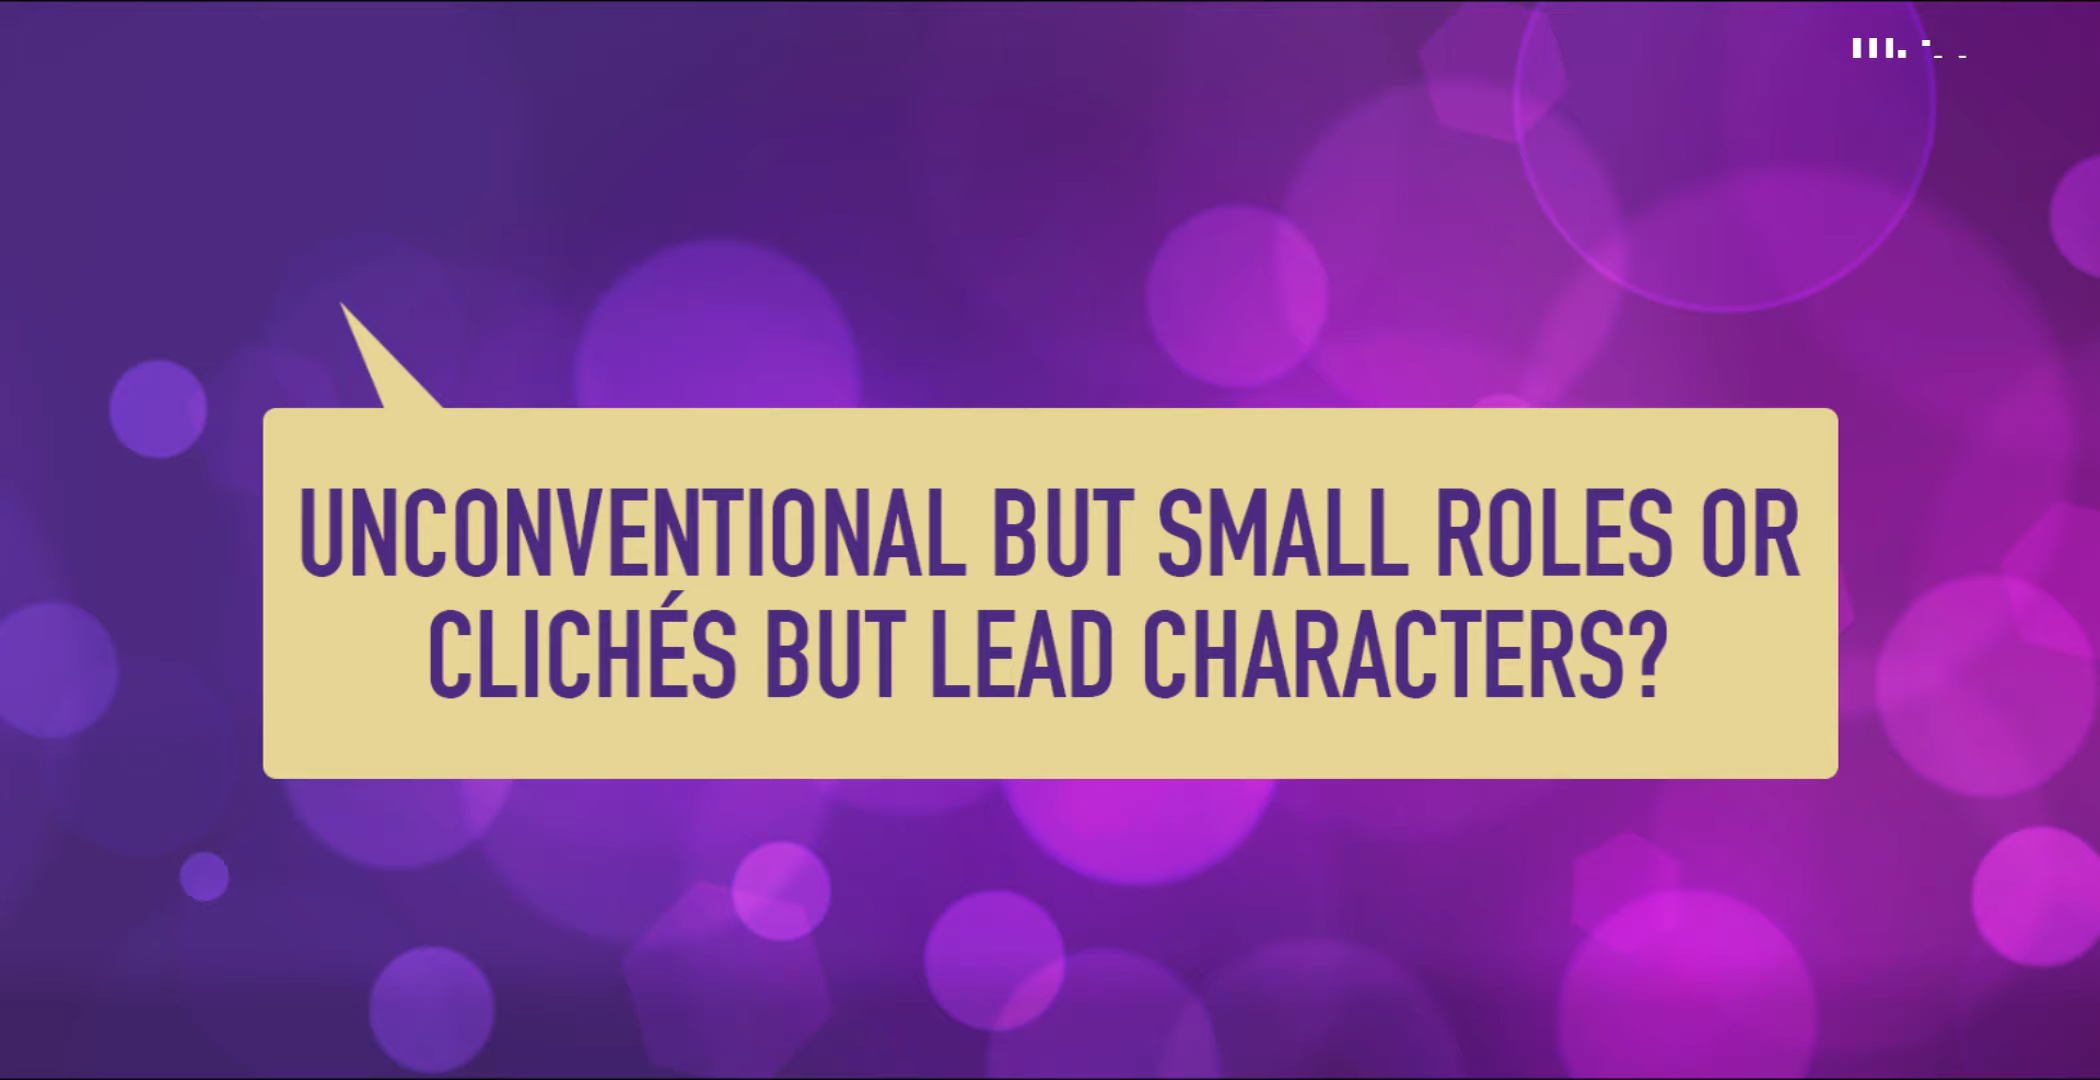 UNCONVENTIONAL BUT SMALL ROLES OR
CLICHÉS BUT LEAD CHARACTERS?